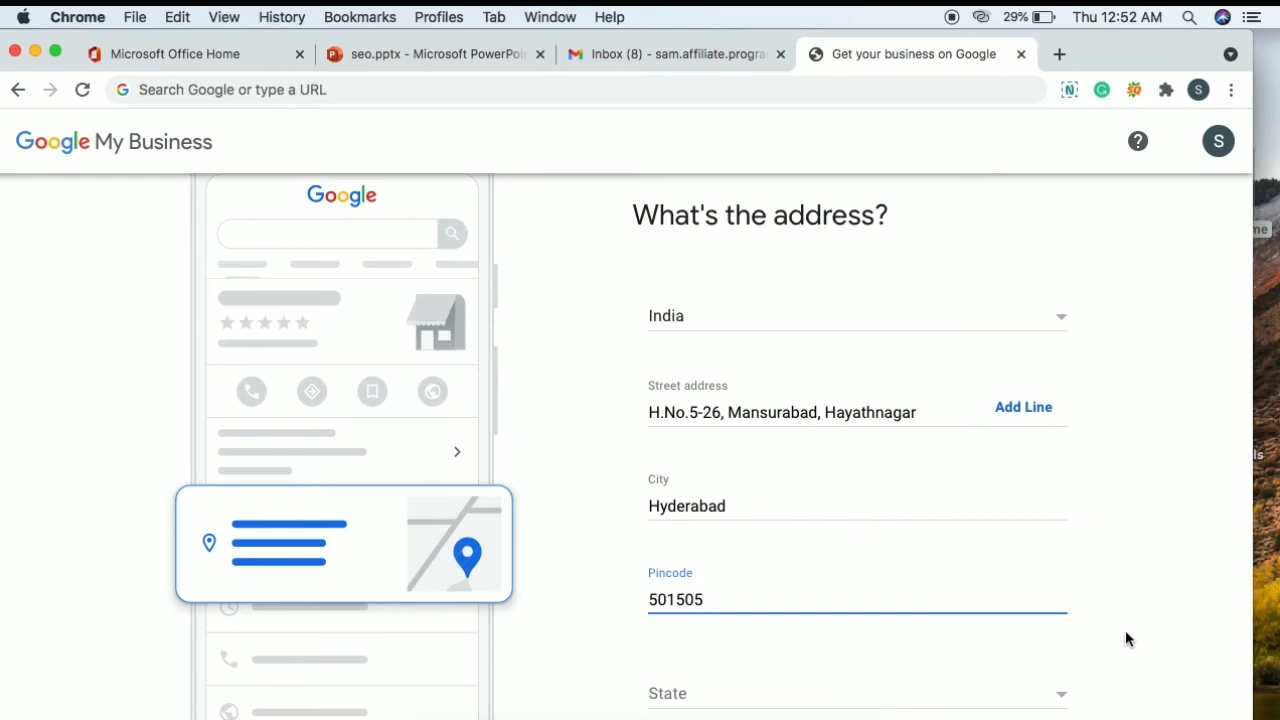 Chrome File Edit View History Bookmarks Profiles Tab Window Help 29% Thu 12:52 AM
Microsoft Office Home seo.pptx - Microsoft PowerPoin Inbox (8) - sam.affiliate.progra Get your business on Google
Search Google or type a URL
Google My Business
S
Google
What's the address?
India
Street address
H.No.5-26, Mansurabad, Hayathnagar
Add Line
City
Hyderabad
Pincode
501505
State